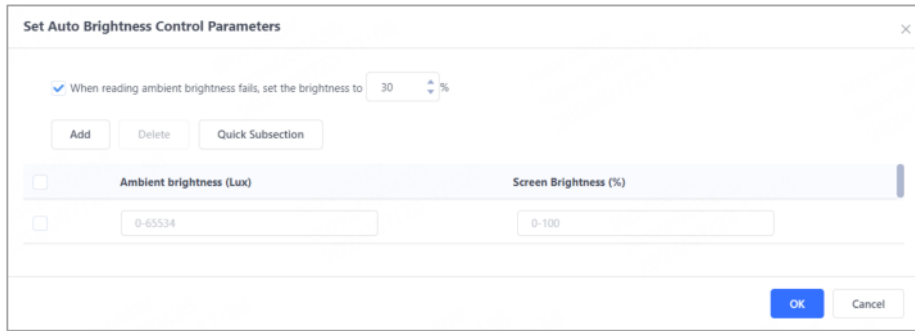 Set Auto Brightness Control Parameters
When reading ambient brightness fails, set the brightness to 30 %
Add Delete Quick Subsection
Ambient brightness (Lux) Screen Brightness (%)
0-65534 0-100
OK Cancel